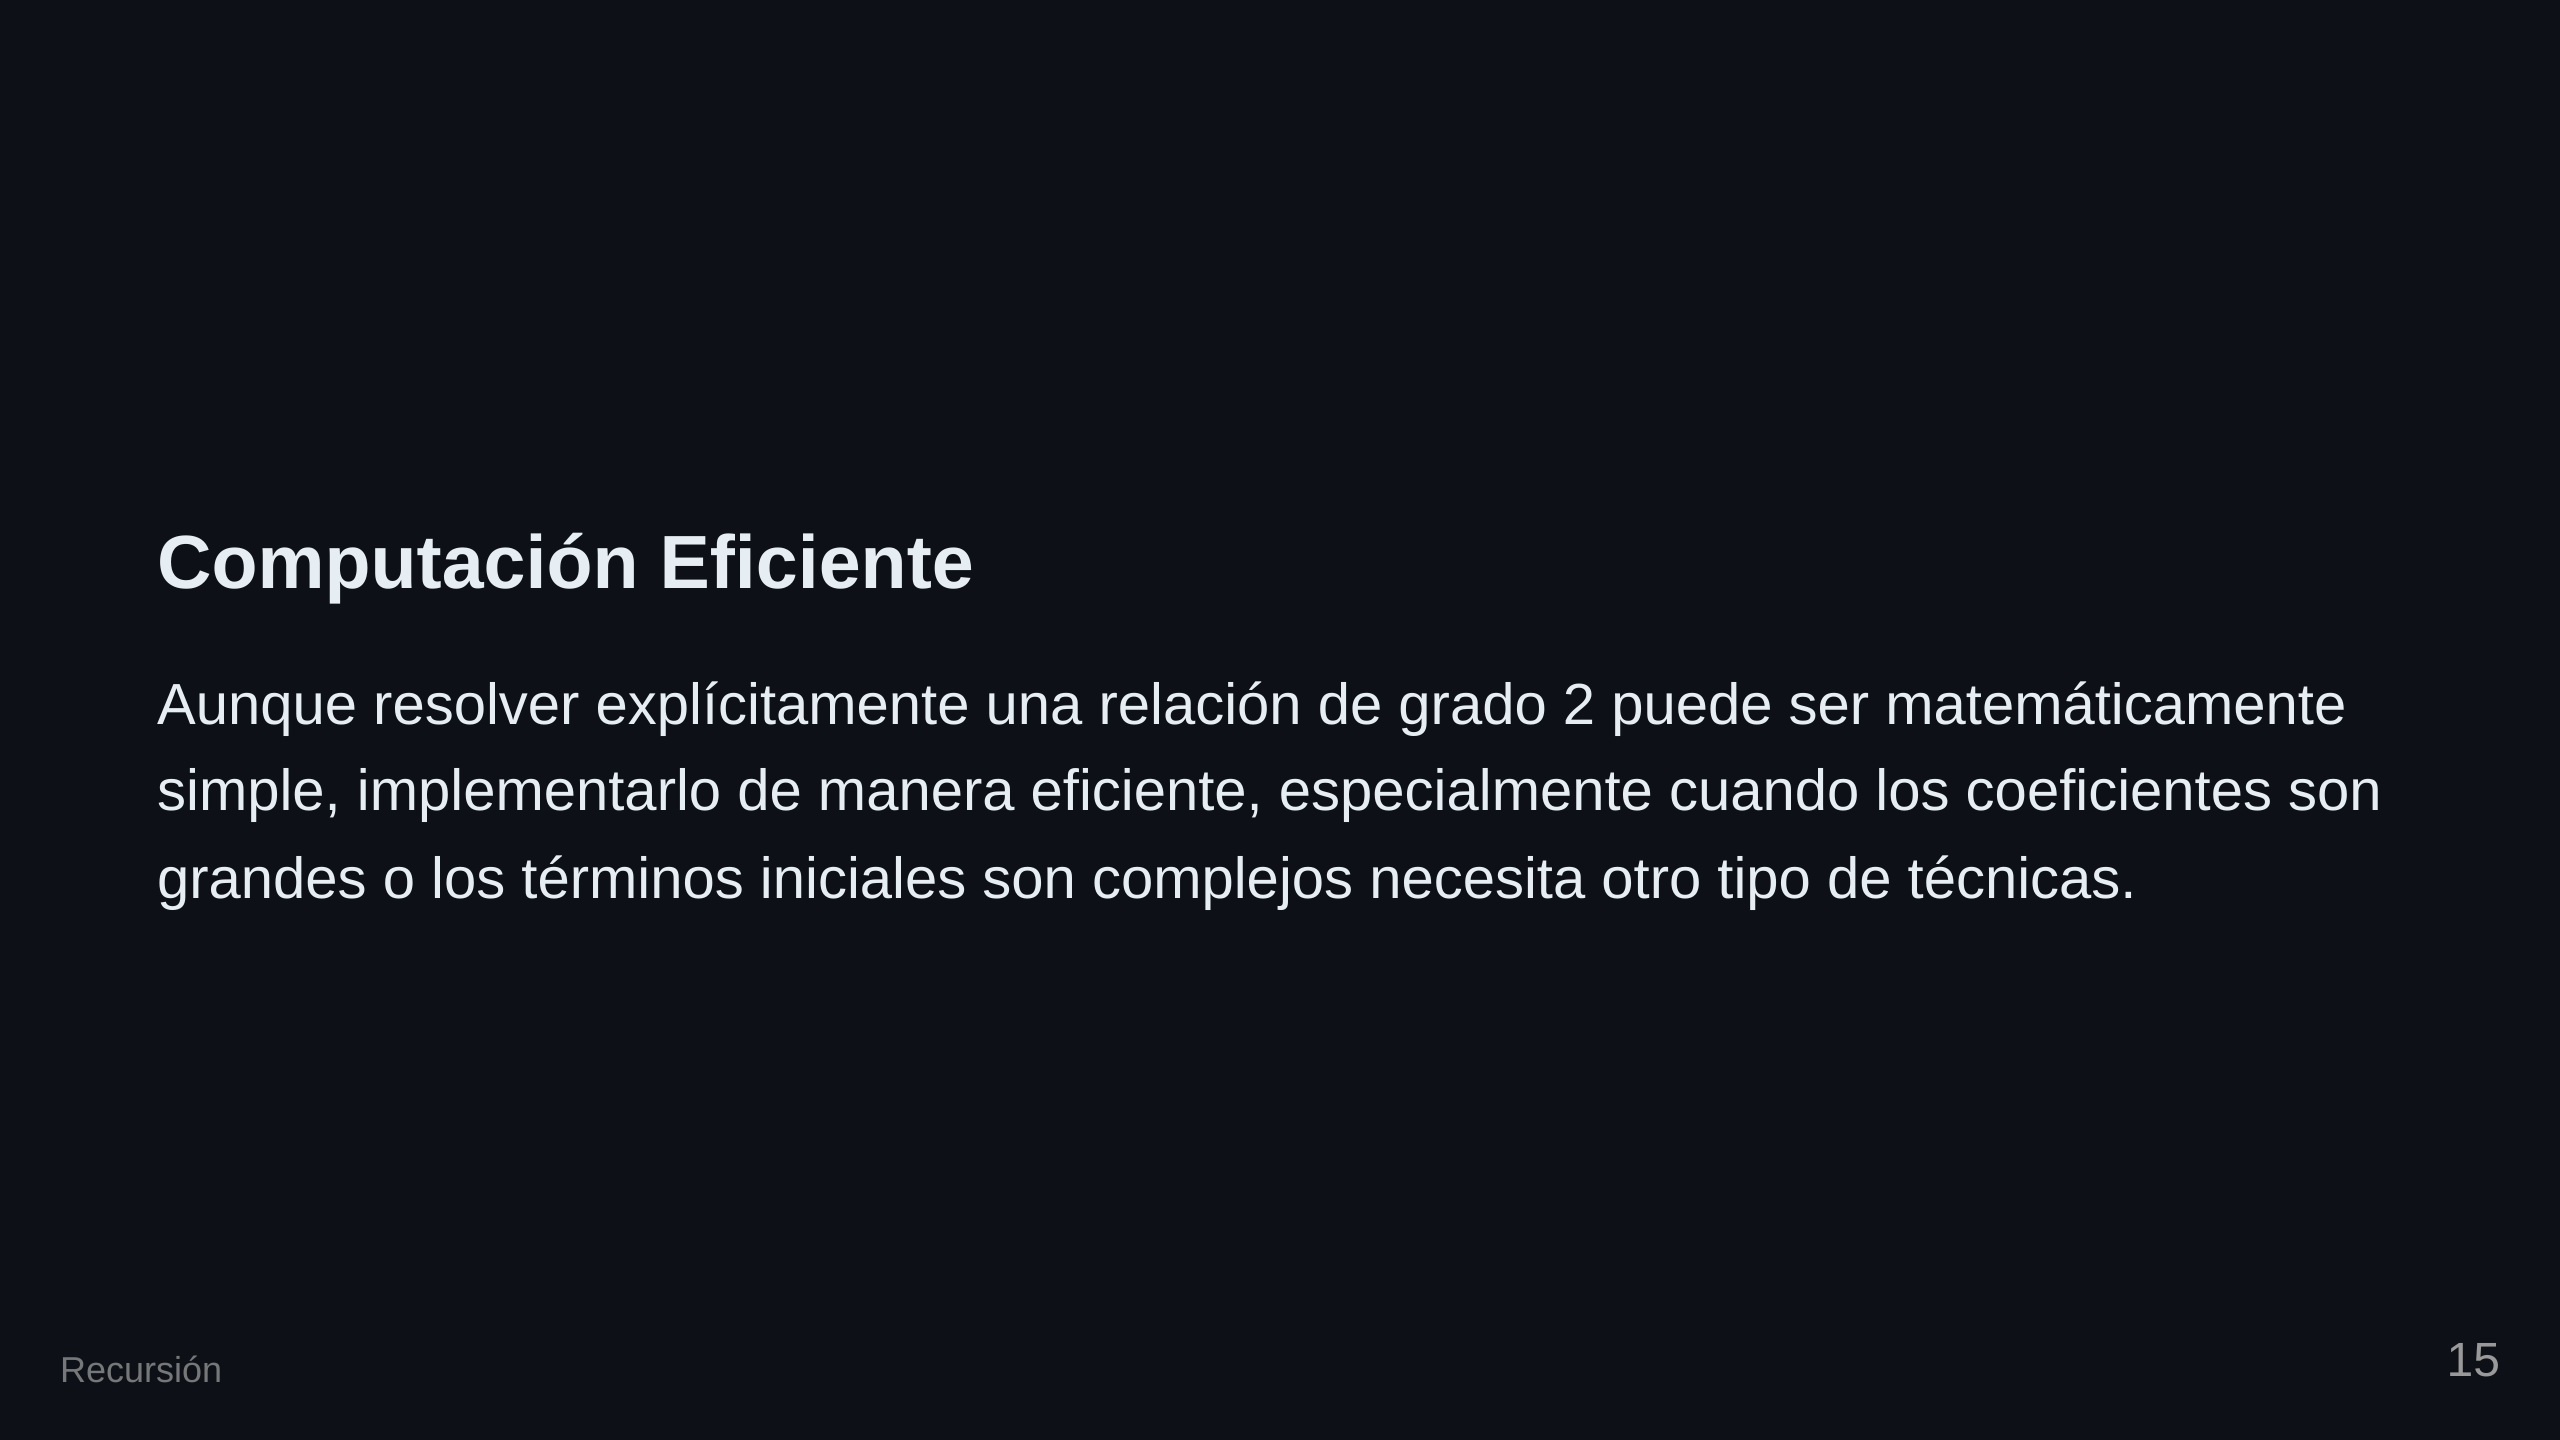 Computación Eficiente
Aunque resolver explícitamente una relación de grado 2 puede ser matemáticamente
simple, implementarlo de manera eficiente, especialmente cuando los coeficientes son
grandes o los términos iniciales son complejos necesita otro tipo de técnicas.
Recursión
15